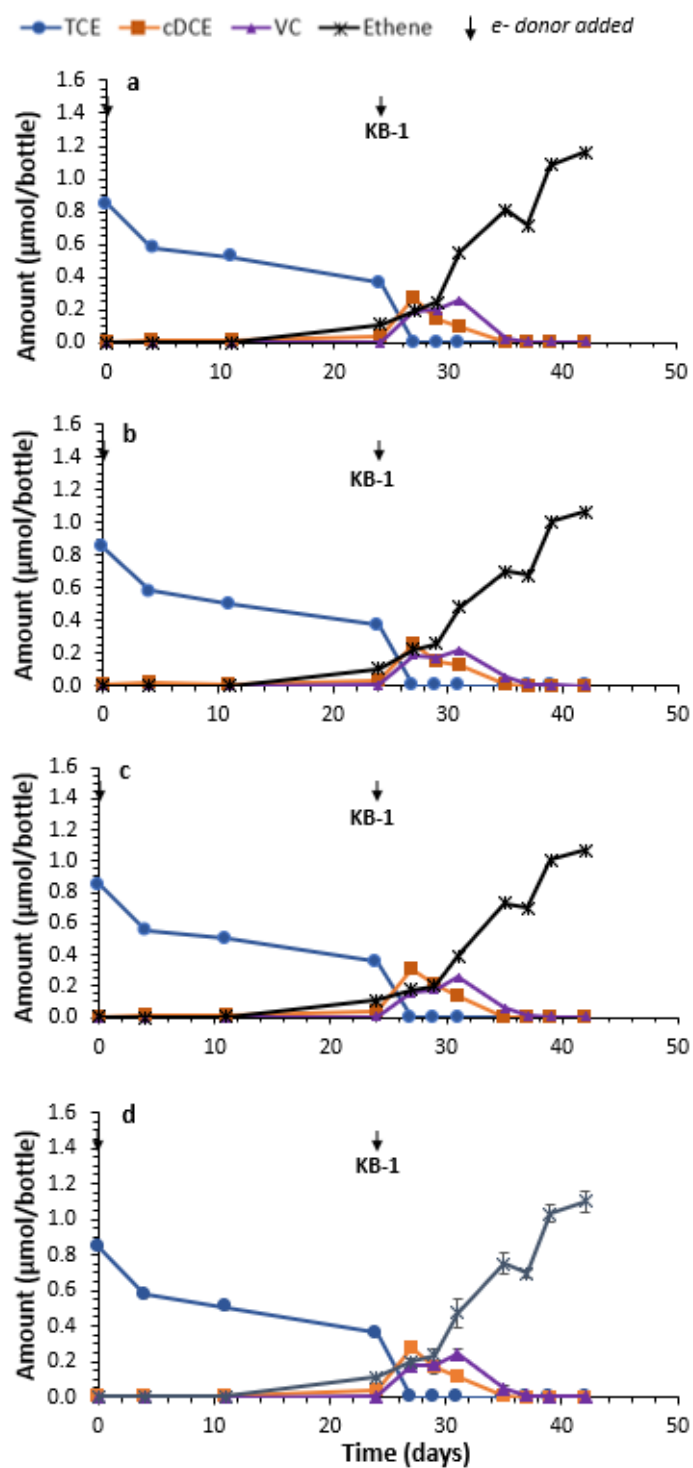 TCE cDCE VC Ethene e- donor added
a
1.6
1.4
1.2
1.0
0.8
0.6
0.4
0.2
0.0
Amount (µmol/bottle)
KB-1
0 10 20 30 40 50
b
1.6
1.4
1.2
1.0
0.8
0.6
0.4
0.2
0.0
Amount (µmol/bottle)
KB-1
0 10 20 30 40 50
c
1.6
1.4
1.2
1.0
0.8
0.6
0.4
0.2
0.0
Amount (µmol/bottle)
KB-1
0 10 20 30 40 50
d
1.6
1.4
1.2
1.0
0.8
0.6
0.4
0.2
0.0
Amount (µmol/bottle)
KB-1
0 10 20 30 40 50
Time (days)